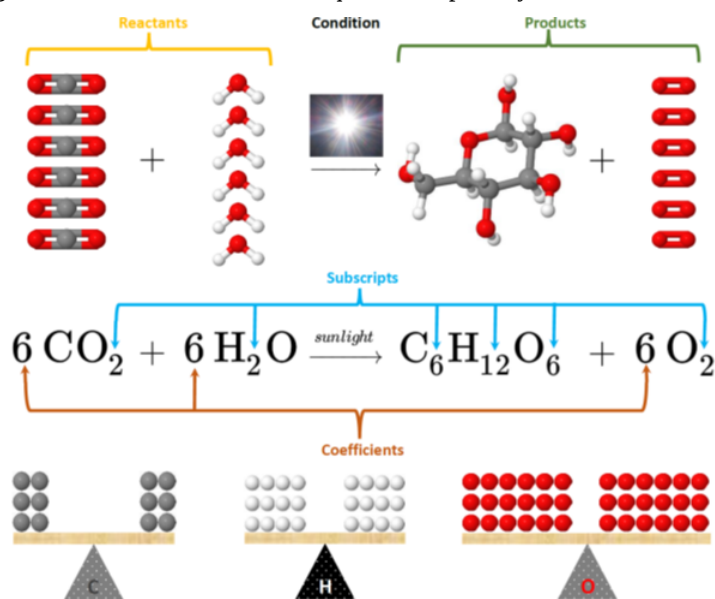 Reactants Condition Products
+ +
Subscripts
6 CO₂ + 6 H₂O sunlight → C₆H₁₂O₆ + 6 O₂
Coefficients
C H O